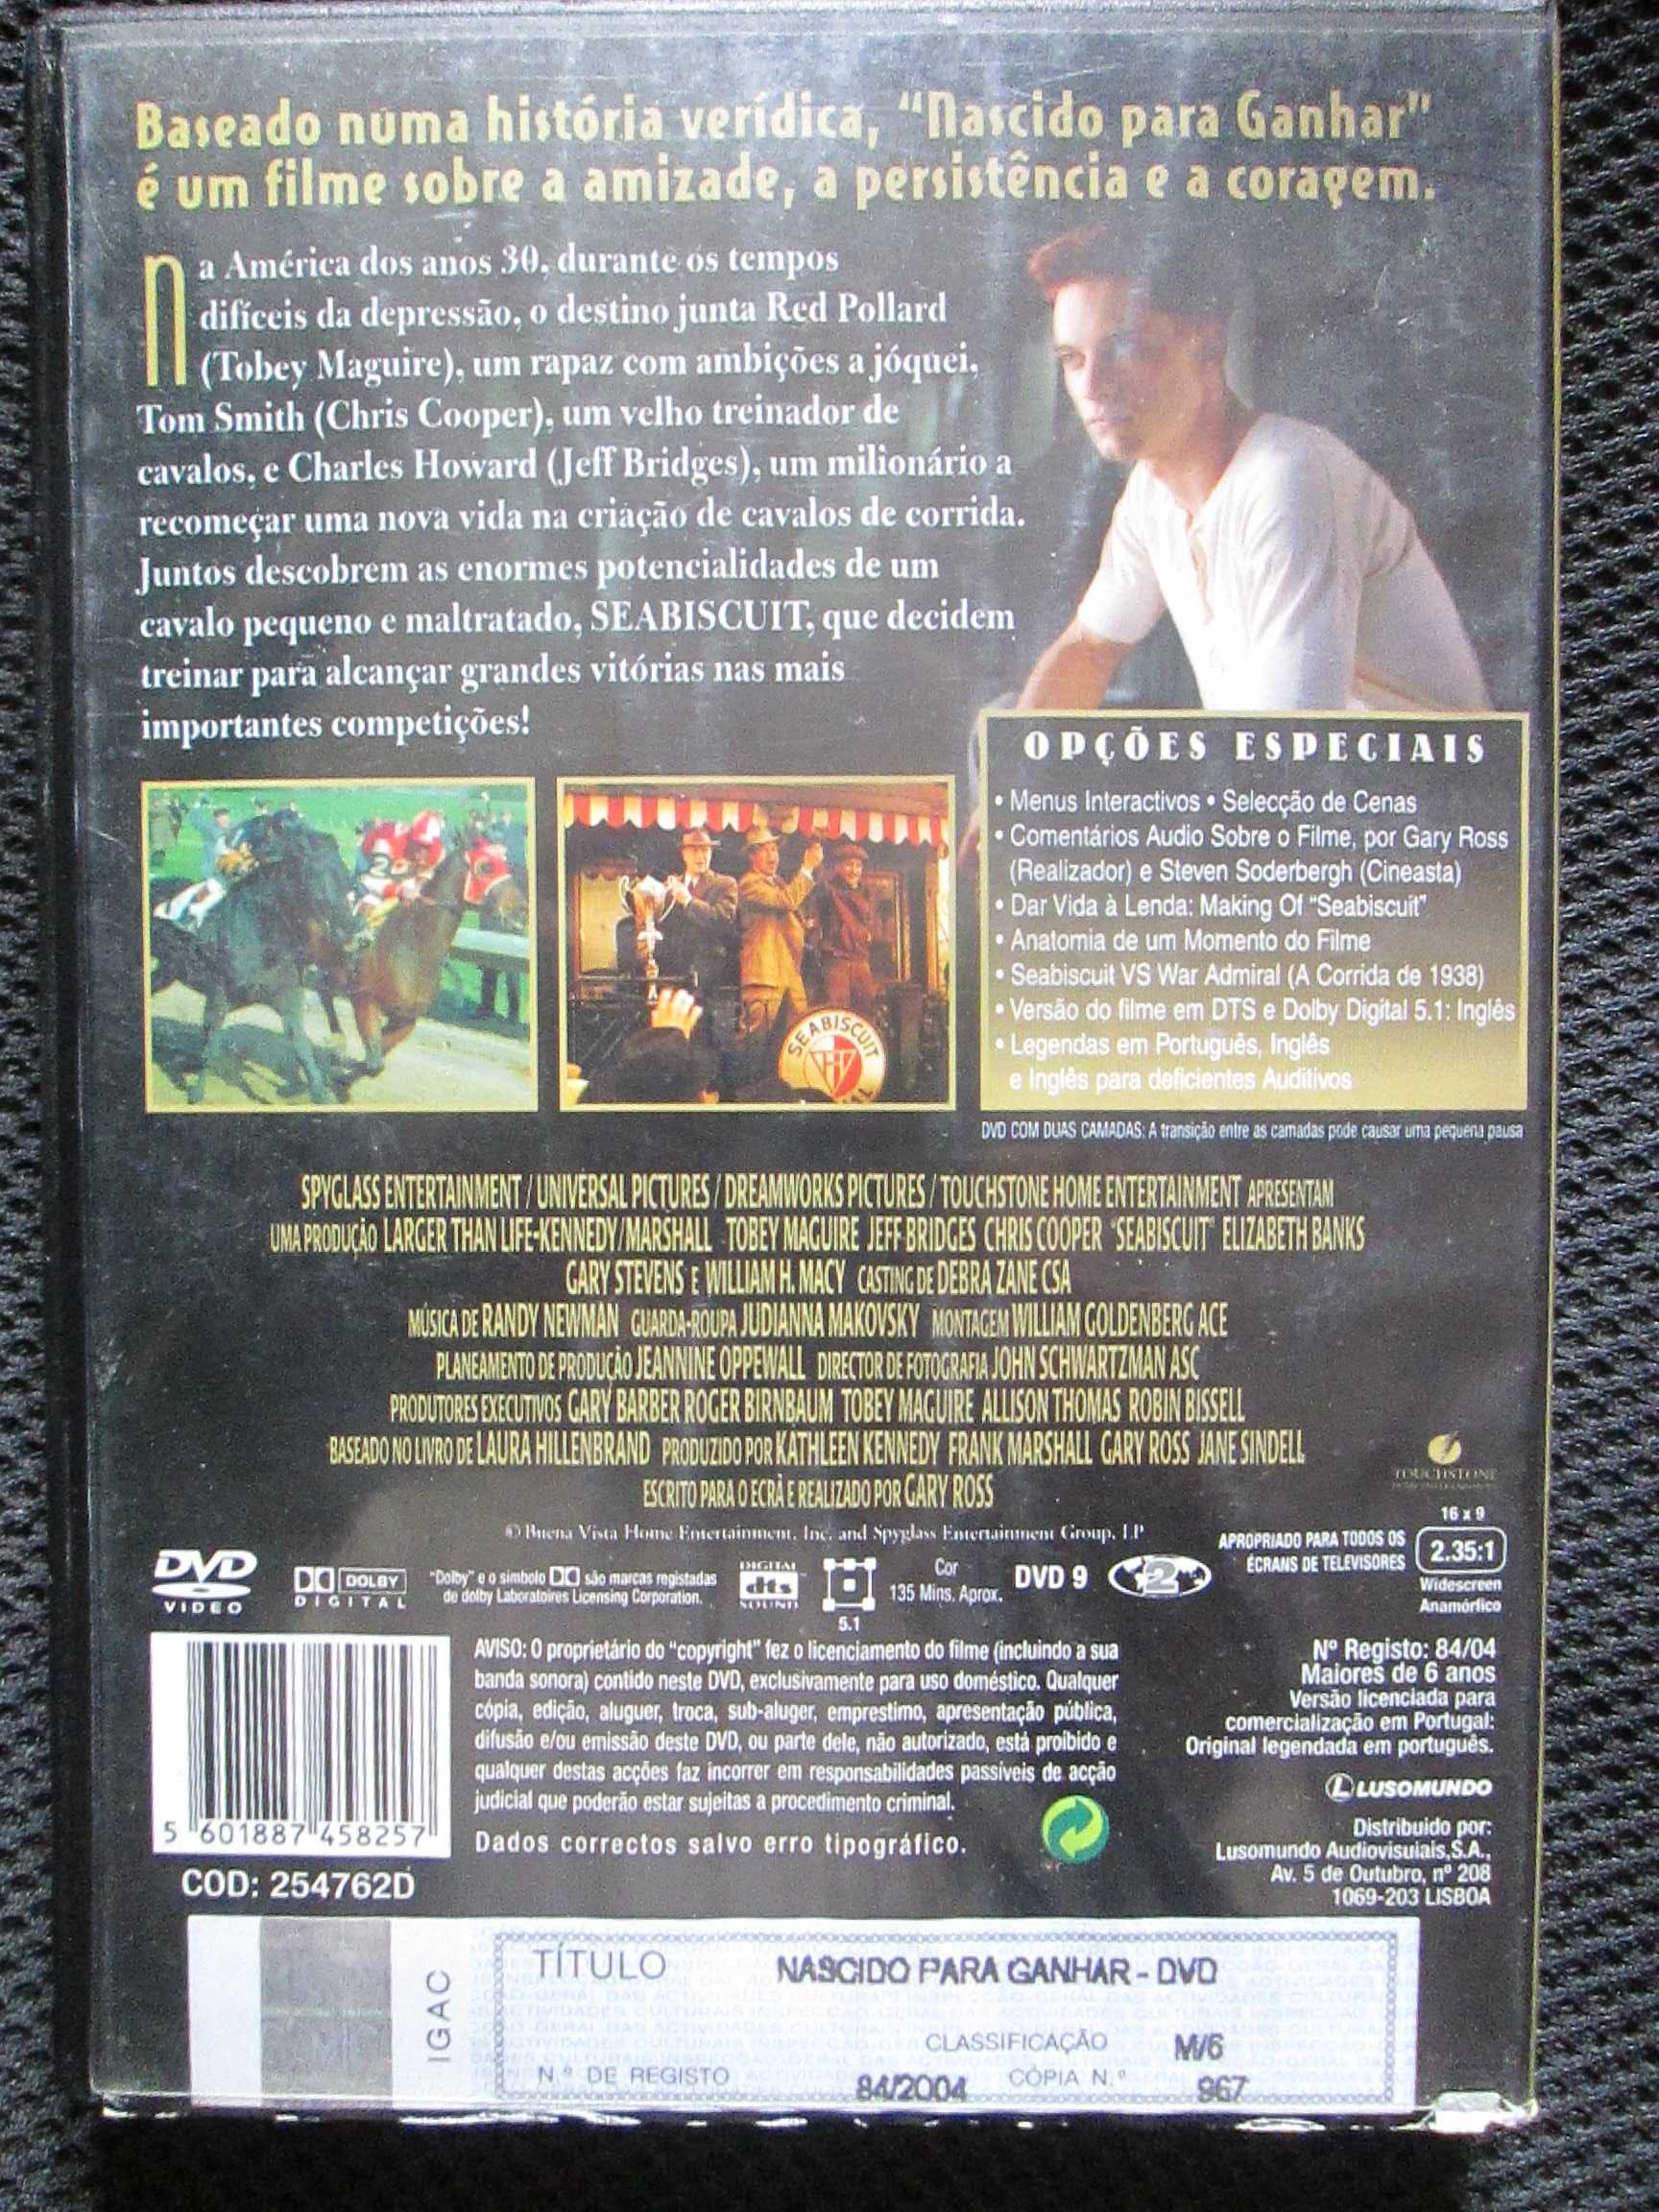 Baseado numa história verídica, "Nascido para Ganhar"
é um filme sobre a amizade, a persistência e a coragem.
Na América dos anos 30, durante os tempos
difíceis da depressão, o destino junta Red Pollard
(Tobey Maguire), um rapaz com ambições a jóquei,
Tom Smith (Chris Cooper), um velho treinador de
cavalos, e Charles Howard (Jeff Bridges), um milionário a
recomeçar uma nova vida na criação de cavalos de corrida.
Juntos descobrem as enormes potencialidades de um
cavalo pequeno e maltratado, SEABISCUIT, que decidem
treinar para alcançar grandes vitórias nas mais
importantes competições!
OPÇÕES ESPECIAIS
• Menus Interactivos • Selecção de Cenas
• Comentários Audio Sobre o Filme, por Gary Ross
(Realizador) e Steven Soderbergh (Cineasta)
• Dar Vida à Lenda: Making Of "Seabiscuit"
• Anatomia de um Momento do Filme
• Seabiscuit VS War Admiral (A Corrida de 1938)
• Versão do filme em DTS e Dolby Digital 5.1: Inglês
• Legendas em Português, Inglês
e Inglês para deficientes Auditivos
SEABISCUIT
DVD COM DUAS CAMADAS: A transição entre as camadas pode causar uma pequena pausa
SPYGLASS ENTERTAINMENT / UNIVERSAL PICTURES / DREAMWORKS PICTURES / TOUCHSTONE HOME ENTERTAINMENT APRESENTAM
UMA PRODUÇÃO LARGER THAN LIFE-KENNEDY/MARSHALL TOBEY MAGUIRE JEFF BRIDGES CHRIS COOPER "SEABISCUIT" ELIZABETH BANKS
GARY STEVENS E WILLIAM H. MACY CASTING DE DEBRA ZANE CSA
MÚSICA DE RANDY NEWMAN GUARDA-ROUPA JUDIANNA MAKOVSKY MONTAGEM WILLIAM GOLDENBERG ACE
PLANEAMENTO DE PRODUÇÃO JEANNINE OPPEWALL DIRECTOR DE FOTOGRAFIA JOHN SCHWARTZMAN ASC
PRODUTORES EXECUTIVOS GARY BARBER ROGER BIRNBAUM TOBEY MAGUIRE ALLISON THOMAS ROBIN BISSELL
BASEADO NO LIVRO DE LAURA HILLENBRAND PRODUZIDO POR KATHLEEN KENNEDY FRANK MARSHALL GARY ROSS JANE SINDELL
ESCRITO PARA O ECRÃ E REALIZADO POR GARY ROSS
TOUCHSTONE
© Buena Vista Home Entertainment, Inc. and Spyglass Entertainment Group, LP
DVD
VIDEO
DOLBY
DIGITAL
"Dolby" e o símbolo DD são marcas registadas
de dolby Laboratoires Licensing Corporation.
DIGITAL
dts
SOUND
5.1
Cor
135 Mins. Aprox.
DVD 9
2
APROPRIADO PARA TODOS OS
ÉCRANS DE TELEVISORES
16 x 9
2.35:1
Widescreen
Anamórfico
AVISO: O proprietário do "copyright" fez o licenciamento do filme (incluindo a sua
banda sonora) contido neste DVD, exclusivamente para uso doméstico. Qualquer
cópia, edição, aluguer, troca, sub-aluger, emprestimo, apresentação pública,
difusão e/ou emissão deste DVD, ou parte dele, não autorizado, está proibido e
qualquer destas acções faz incorrer em responsabilidades passíveis de acção
judicial que poderão estar sujeitas a procedimento criminal.
Dados correctos salvo erro tipográfico.
Nº Registo: 84/04
Maiores de 6 anos
Versão licenciada para
comercialização em Portugal:
Original legendada em português.
LUSOMUNDO
Distribuido por:
Lusomundo Audiovisuiais,S.A.,
Av. 5 de Outubro, nº 208
1069-203 LISBOA
5 601887 458257
COD: 254762D
IGAC
TÍTULO NASCIDO PARA GANHAR - DVD
CLASSIFICAÇÃO M/6
N.º DE REGISTO 84/2004 CÓPIA N.º 967